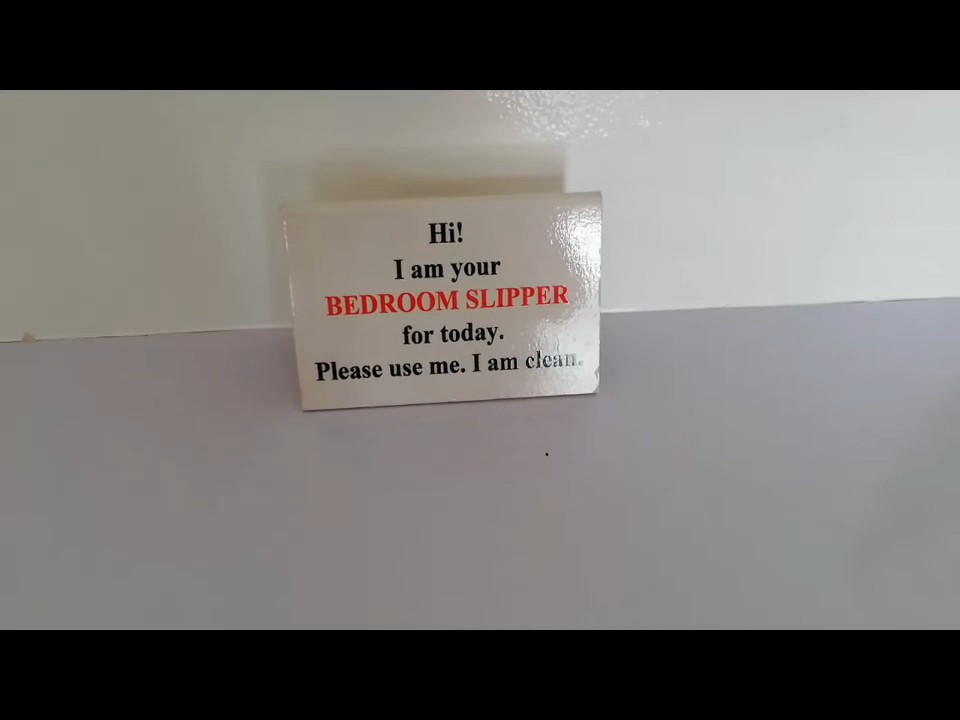 Hi!
I am your
BEDROOM SLIPPER
for today.
Please use me. I am clean.